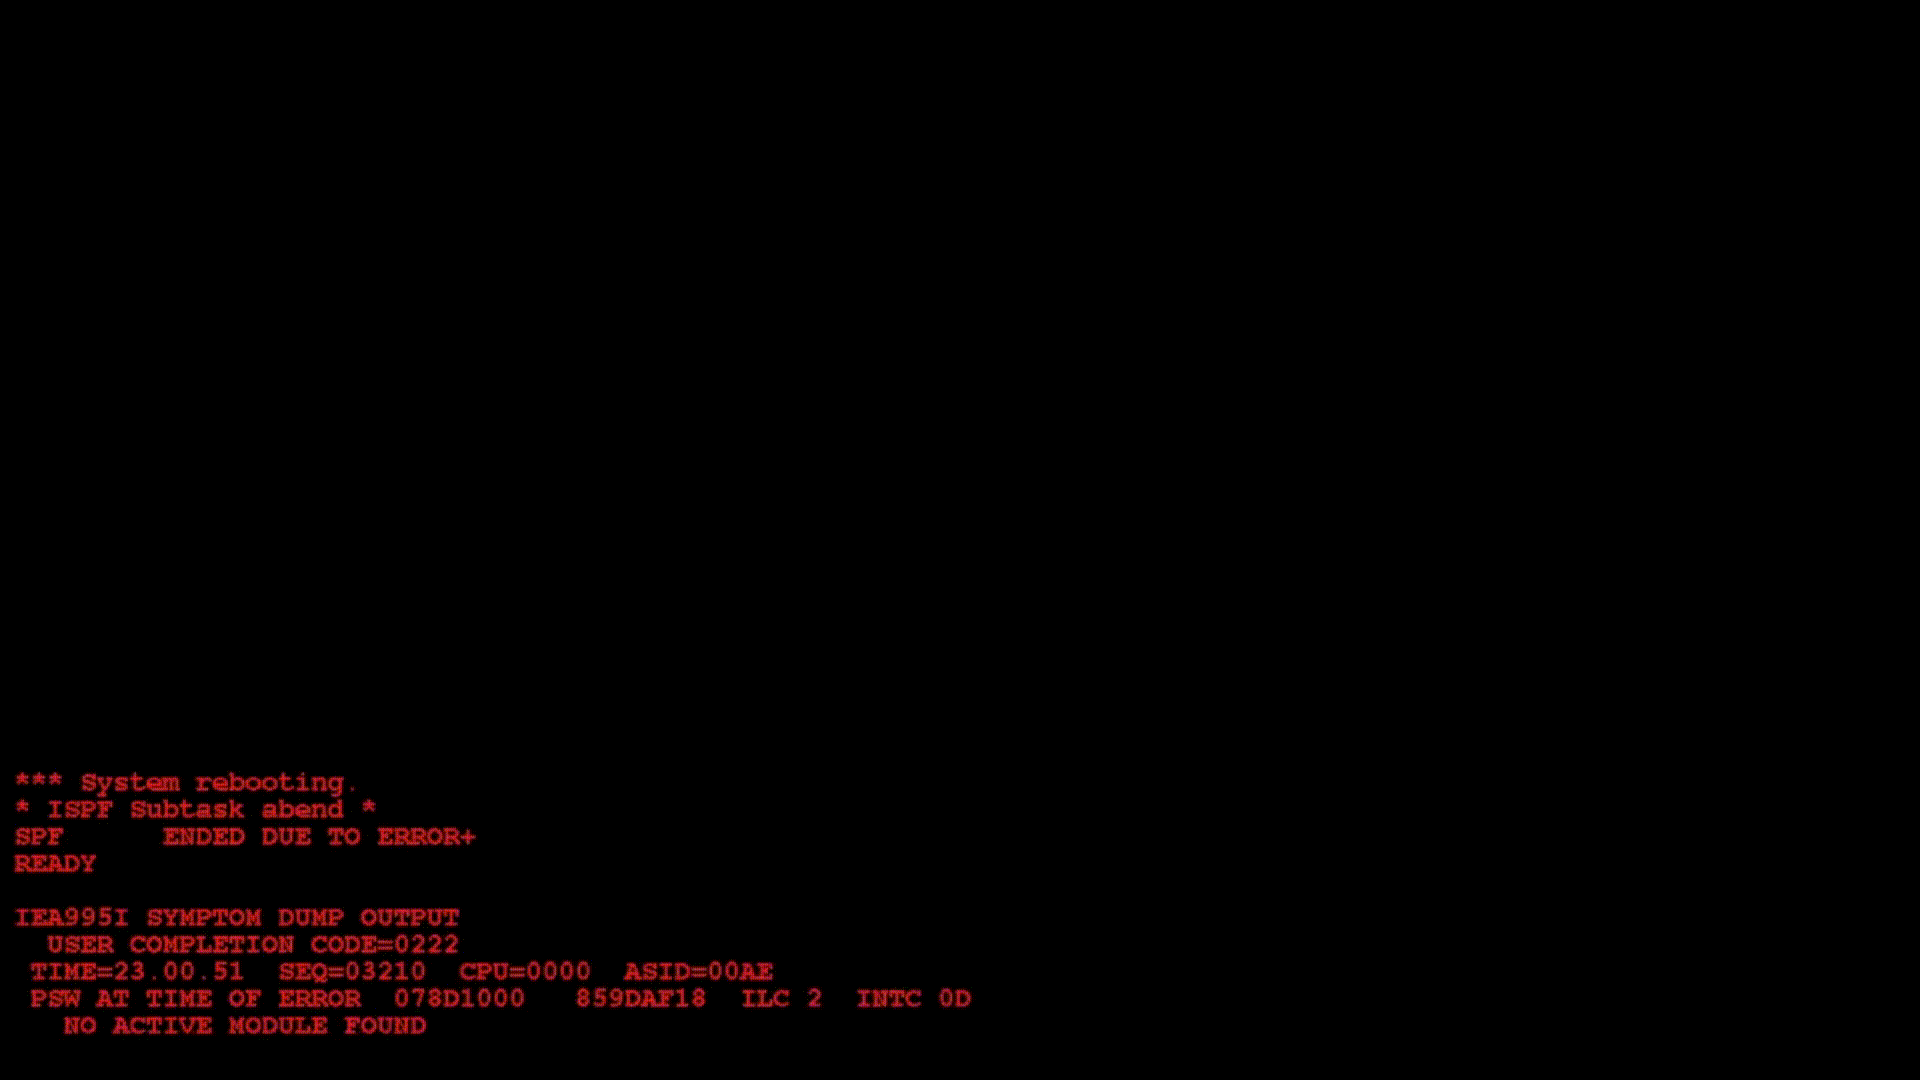 *** System rebooting.
* ISPF Subtask abend *
SPF      ENDED DUE TO ERROR+
READY
IEA995I SYMPTOM DUMP OUTPUT
  USER COMPLETION CODE=0222
 TIME=23.00.51  SEQ=03210  CPU=0000  ASID=00AE
 PSW AT TIME OF ERROR  078D1000   859DAF18  ILC 2  INTC 0D
   NO ACTIVE MODULE FOUND